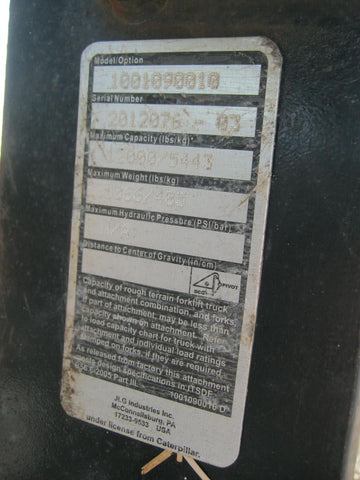 Model/Option
1001090010
Serial Number
2012076 - 03
Maximum Capacity (lbs/kg)
12000/5443
Maximum Weight (lbs/kg)
Maximum Hydraulic Pressure (PSI/bar)
N/A
Distance to Center of Gravity (in/cm)
PIVOT
Capacity of rough terrain forklift truck
and attachment combination, and forks,
if part of attachment, may be less than
capacity shown on attachment. Refer
to load capacity chart for truck with
attachment and individual load ratings
stamped on forks, if they are required.
As released from factory this attachment
meets design specifications in ITSDF
B56.6-2005 Part III.
1001090016 D
JLG Industries Inc.
McConnellsburg, PA
17233-9533 USA
under license from Caterpillar.